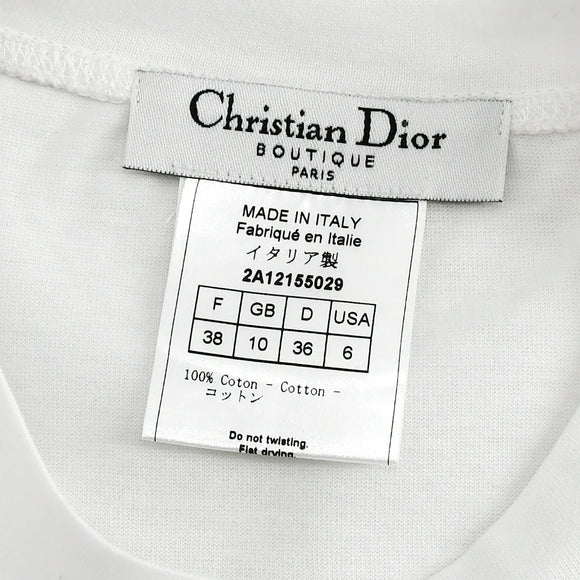 Christian Dior
BOUTIQUE
PARIS
MADE IN ITALY
Fabriqué en Italie
イタリア製
2A12155029
F GB D USA
38 10 36 6
100% Coton - Cotton -
コットン
Do not twisting.
Flat drying.